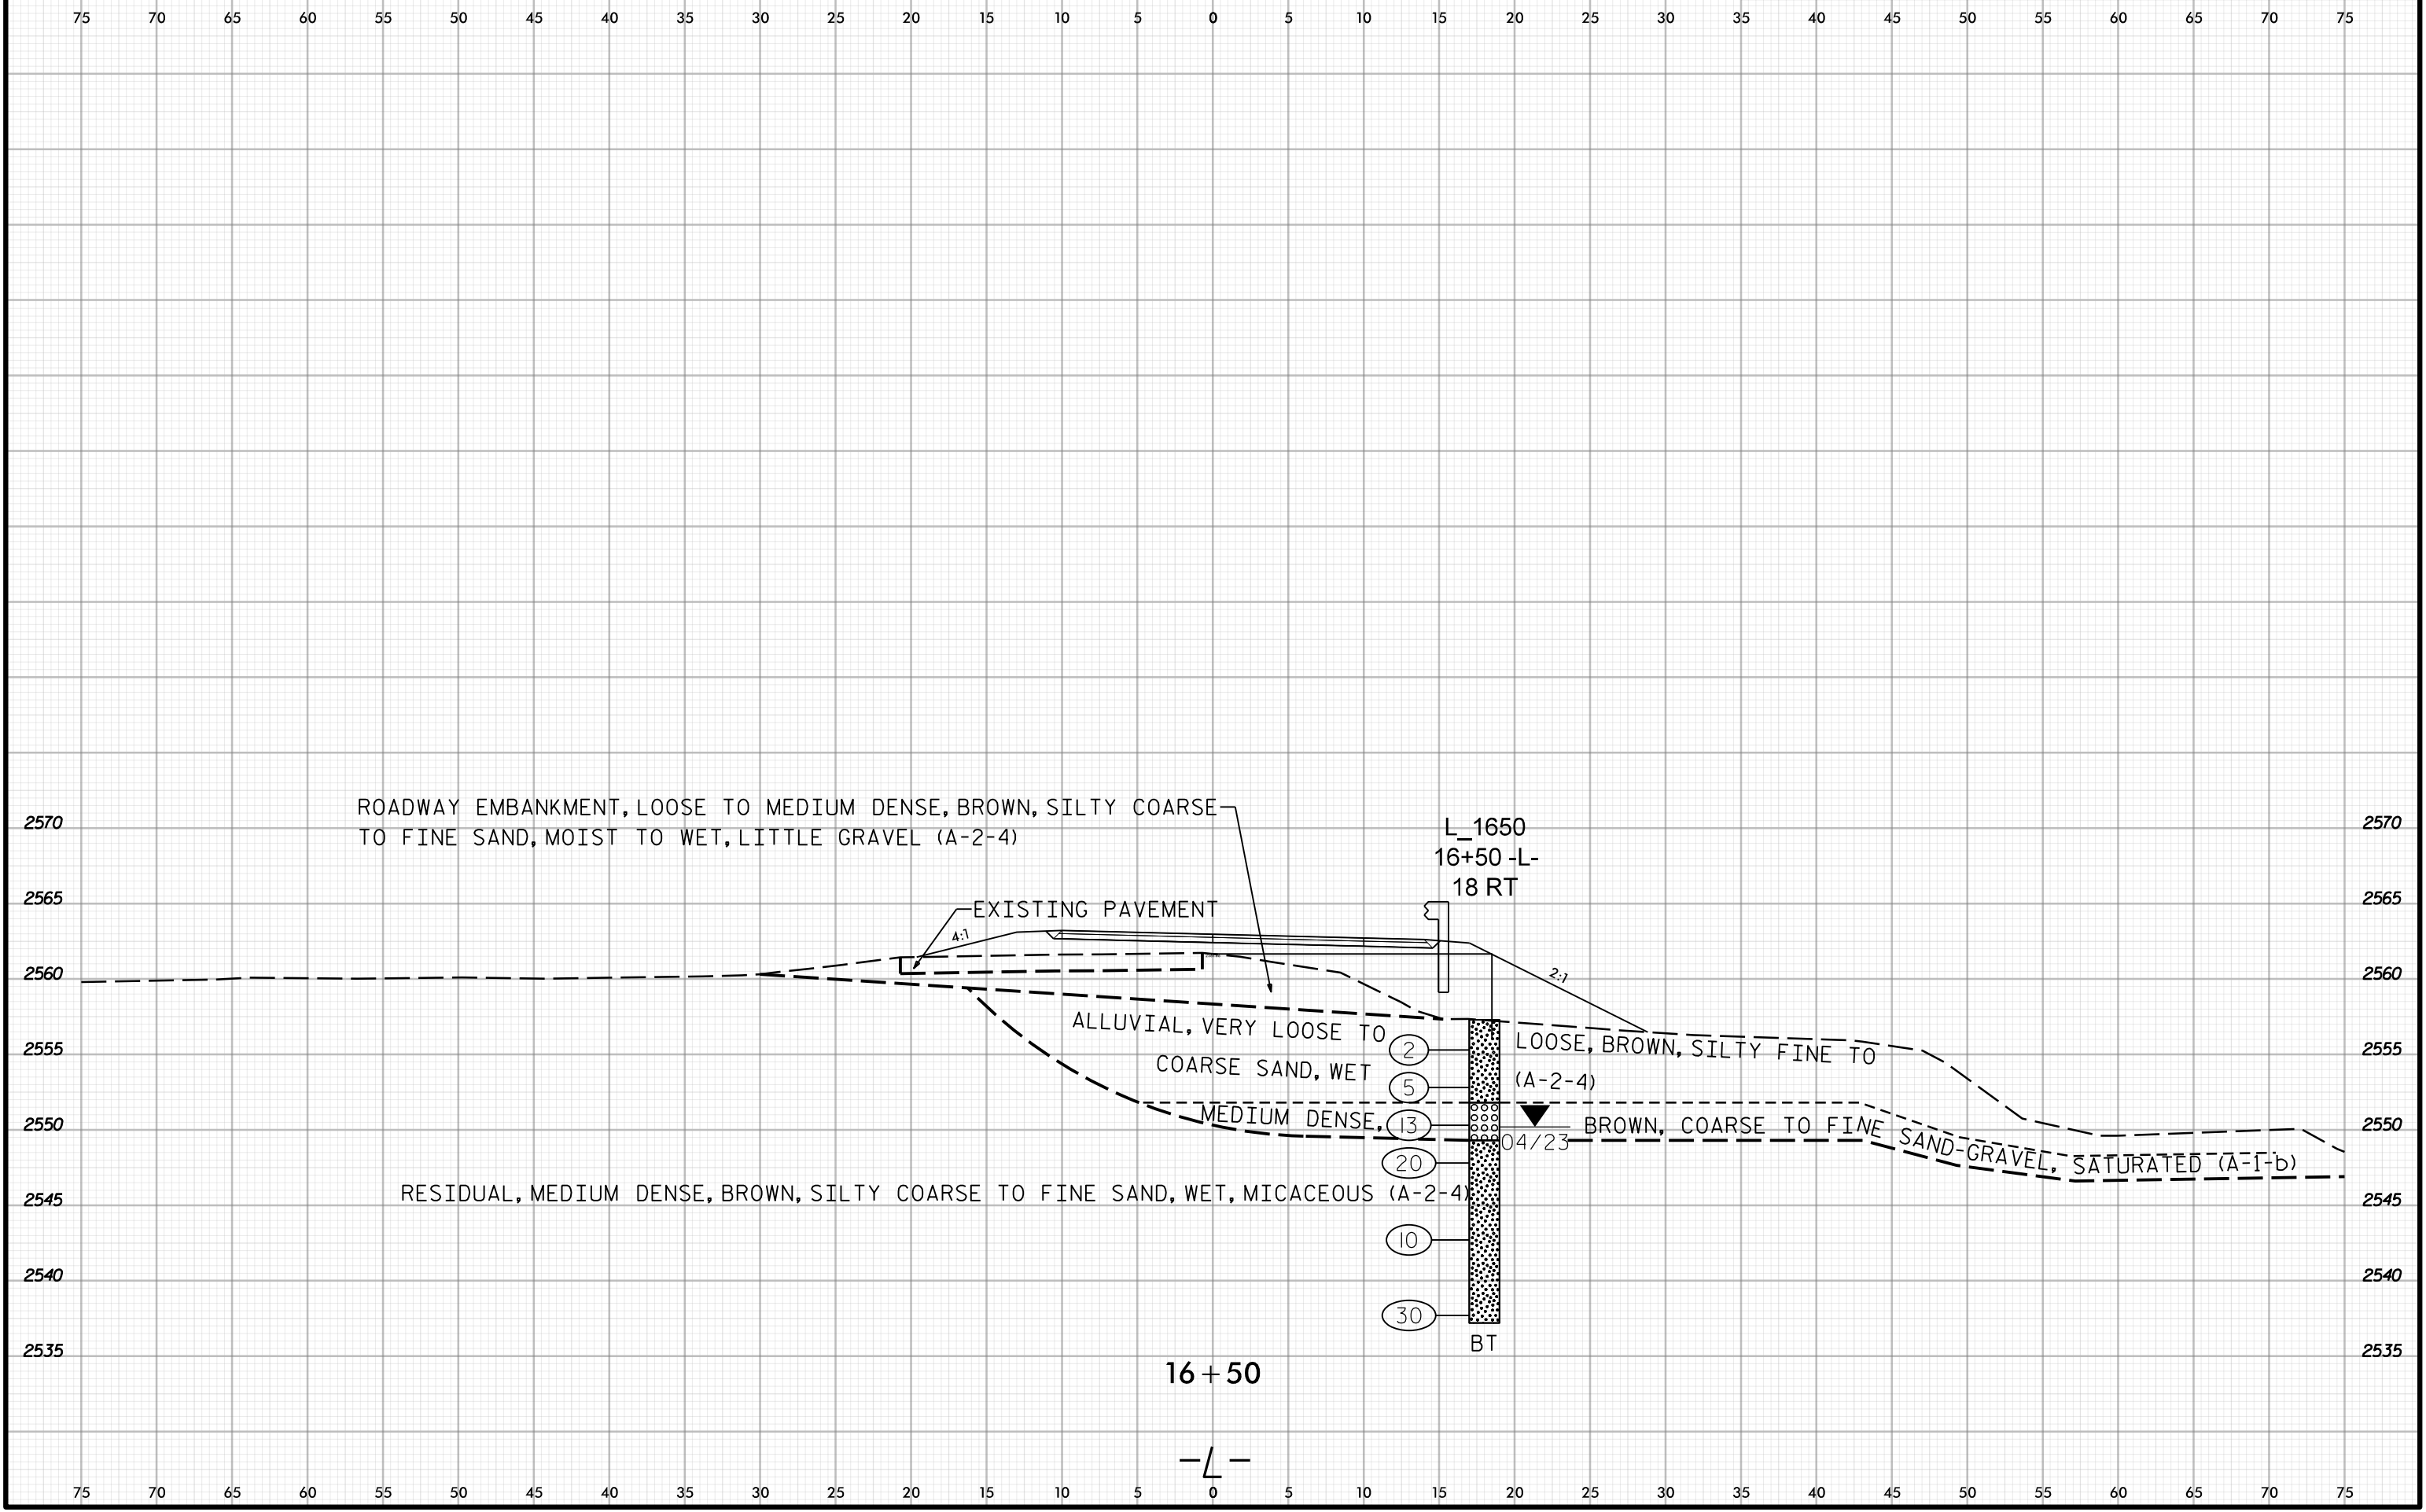 75 70 65 60 55 50 45 40 35 30 25 20 15 10 5 0 5 10 15 20 25 30 35 40 45 50 55 60 65 70 75
ROADWAY EMBANKMENT, LOOSE TO MEDIUM DENSE, BROWN, SILTY COARSE
TO FINE SAND, MOIST TO WET, LITTLE GRAVEL (A-2-4)
2570 2570
L_1650
16+50 -L-
18 RT
2565 2565
EXISTING PAVEMENT
4:1
2560 2:1 2560
ALLUVIAL, VERY LOOSE TO LOOSE, BROWN, SILTY FINE TO
2
2555 2555
COARSE SAND, WET (A-2-4)
5
MEDIUM DENSE, 13 BROWN, COARSE TO FINE SAND-GRAVEL, SATURATED (A-1-b)
2550 2550
04/23
20
RESIDUAL, MEDIUM DENSE, BROWN, SILTY COARSE TO FINE SAND, WET, MICACEOUS (A-2-4)
2545 2545
10
2540 2540
30
BT
2535 2535
16+50
-L-
75 70 65 60 55 50 45 40 35 30 25 20 15 10 5 0 5 10 15 20 25 30 35 40 45 50 55 60 65 70 75